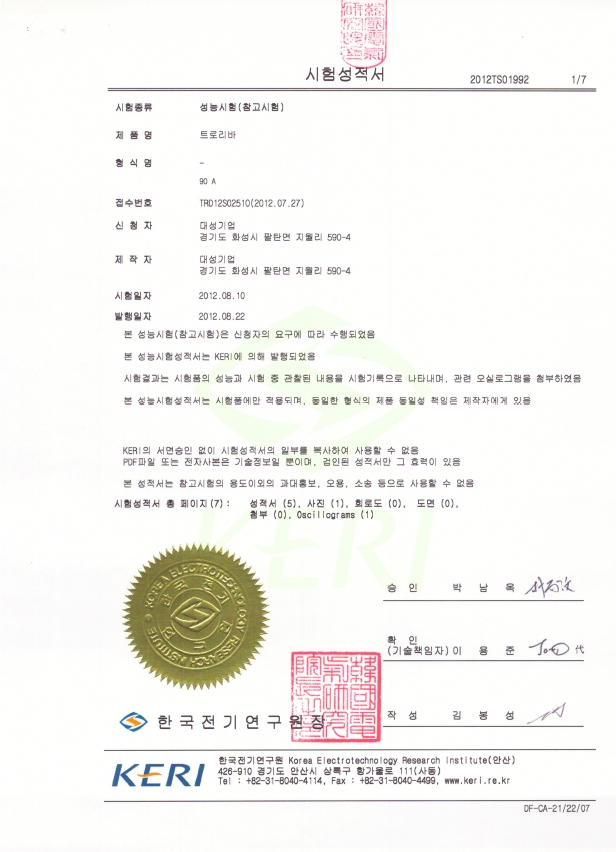 시험성적서 2012TS01992 1/7
시험종류 성능시험(참고시험)
제 품 명 트로리바
형 식 명 -
90 A
접수번호 TR012S02510(2012.07.27)
신 청 자 대성기업
경기도 화성시 팔탄면 지월리 590-4
제 작 자 대성기업
경기도 화성시 팔탄면 지월리 590-4
시험일자 2012.08.10
발행일자 2012.08.22
본 성능시험(참고시험)은 신청자의 요구에 따라 수행되었음
본 성능시험성적서는 KERI에 의해 발행되었음
시험결과는 시험품의 성능과 시험 중 관찰된 내용을 시험기록으로 나타내며, 관련 오실로그램을 첨부하였음
본 성능시험성적서는 시험품에만 적용되며, 동일한 형식의 제품 동일성 책임은 제작자에게 있음
KERI의 서면승인 없이 시험성적서의 일부를 복사하여 사용할 수 없음
PDF파일 또는 전자사본은 기술정보일 뿐이며, 검인된 성적서만 그 효력이 있음
본 성적서는 참고시험의 용도이외의 과대홍보, 오용, 소송 등으로 사용할 수 없음
시험성적서 총 페이지(7) : 성적서 (5), 사진 (1), 회로도 (0), 도면 (0),
첨부 (0), Oscillograms (1)
KERI
KOREA ELECTROTECHNOLOGY RESEARCH INSTITUTE
한국전기연구원
승 인 박 남 옥
확 인
(기술책임자) 이 용 준 代
작 성 김 봉 성
한국전기연구원장
韓國電氣硏究院長之印
KERI
한국전기연구원 Korea Electrotechnology Research Institute(안산)
426-910 경기도 안산시 상록구 항가울로 111(사동)
Tel : +82-31-8040-4114, Fax : +82-31-8040-4499, www.keri.re.kr
DF-CA-21/22/07